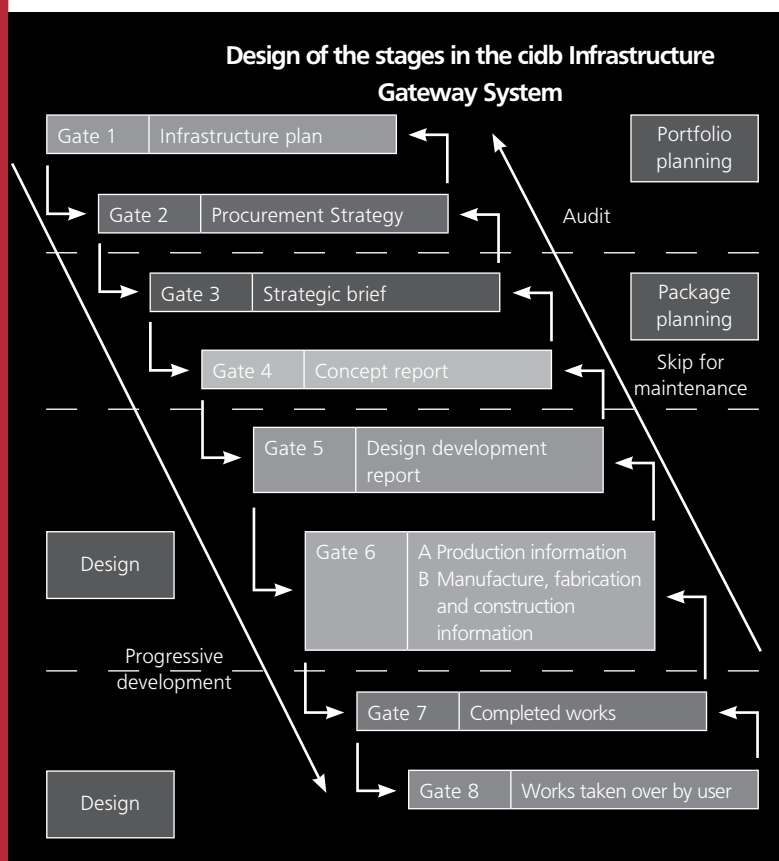 Design of the stages in the cidb Infrastructure
Gateway System
Gate 1 Infrastructure plan
Portfolio
planning
Gate 2 Procurement Strategy
Audit
Gate 3 Strategic brief
Package
planning
Gate 4 Concept report
Skip for
maintenance
Gate 5 Design development
report
Design
Gate 6 A Production information
B Manufacture, fabrication
and construction
information
Progressive
development
Gate 7 Completed works
Design
Gate 8 Works taken over by user